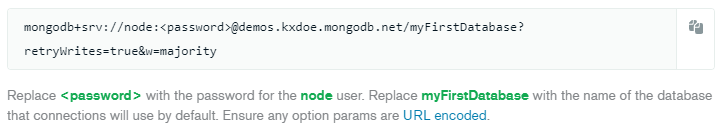 mongodb+srv://node:<password>@demos.kxdoe.mongodb.net/myFirstDatabase?
retryWrites=true&w=majority
Replace <password> with the password for the node user. Replace myFirstDatabase with the name of the database
that connections will use by default. Ensure any option params are URL encoded.